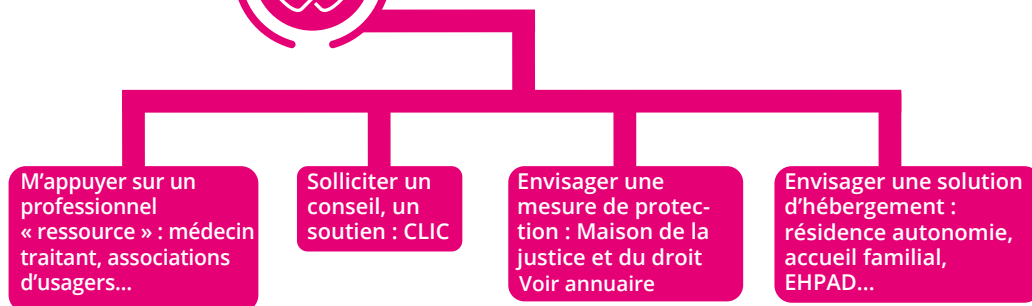 M’appuyer sur un
professionnel
« ressource » : médecin
traitant, associations
d’usagers...
Solliciter un
conseil, un
soutien : CLIC
Envisager une
mesure de protec-
tion : Maison de la
justice et du droit
Voir annuaire
Envisager une solution
d’hébergement :
résidence autonomie,
accueil familial,
EHPAD...